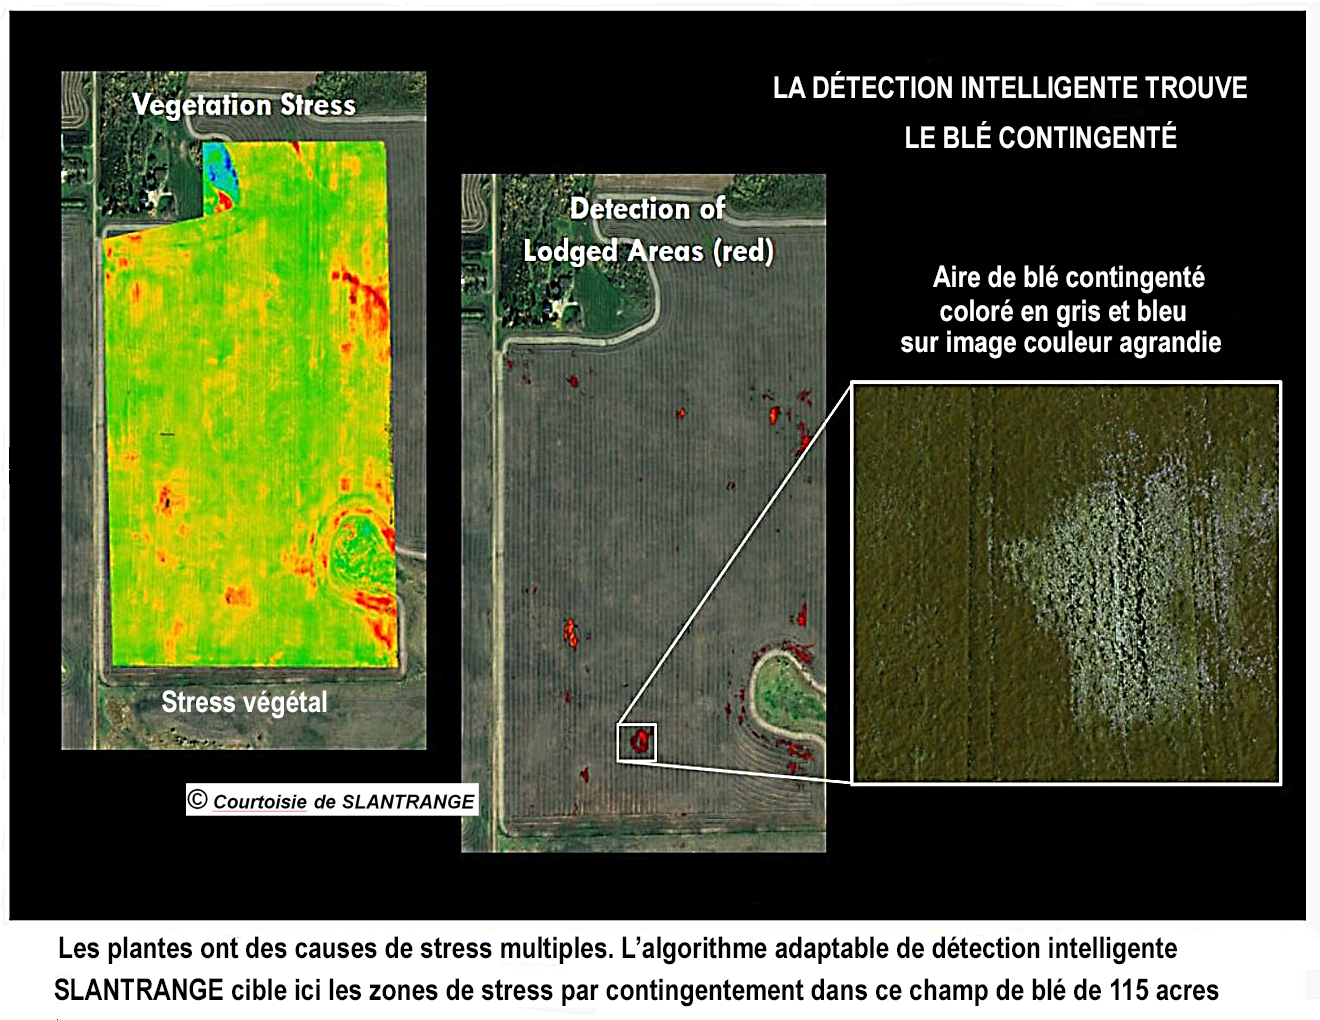 Vegetation Stress
LA DÉTECTION INTELLIGENTE TROUVE
LE BLÉ CONTINGENTÉ
Detection of
Lodged Areas (red)
Aire de blé contingenté
coloré en gris et bleu
sur image couleur agrandie
Stress végétal
© Courtoisie de SLANTRANGE
Les plantes ont des causes de stress multiples. L’algorithme adaptable de détection intelligente
SLANTRANGE cible ici les zones de stress par contingentement dans ce champ de blé de 115 acres